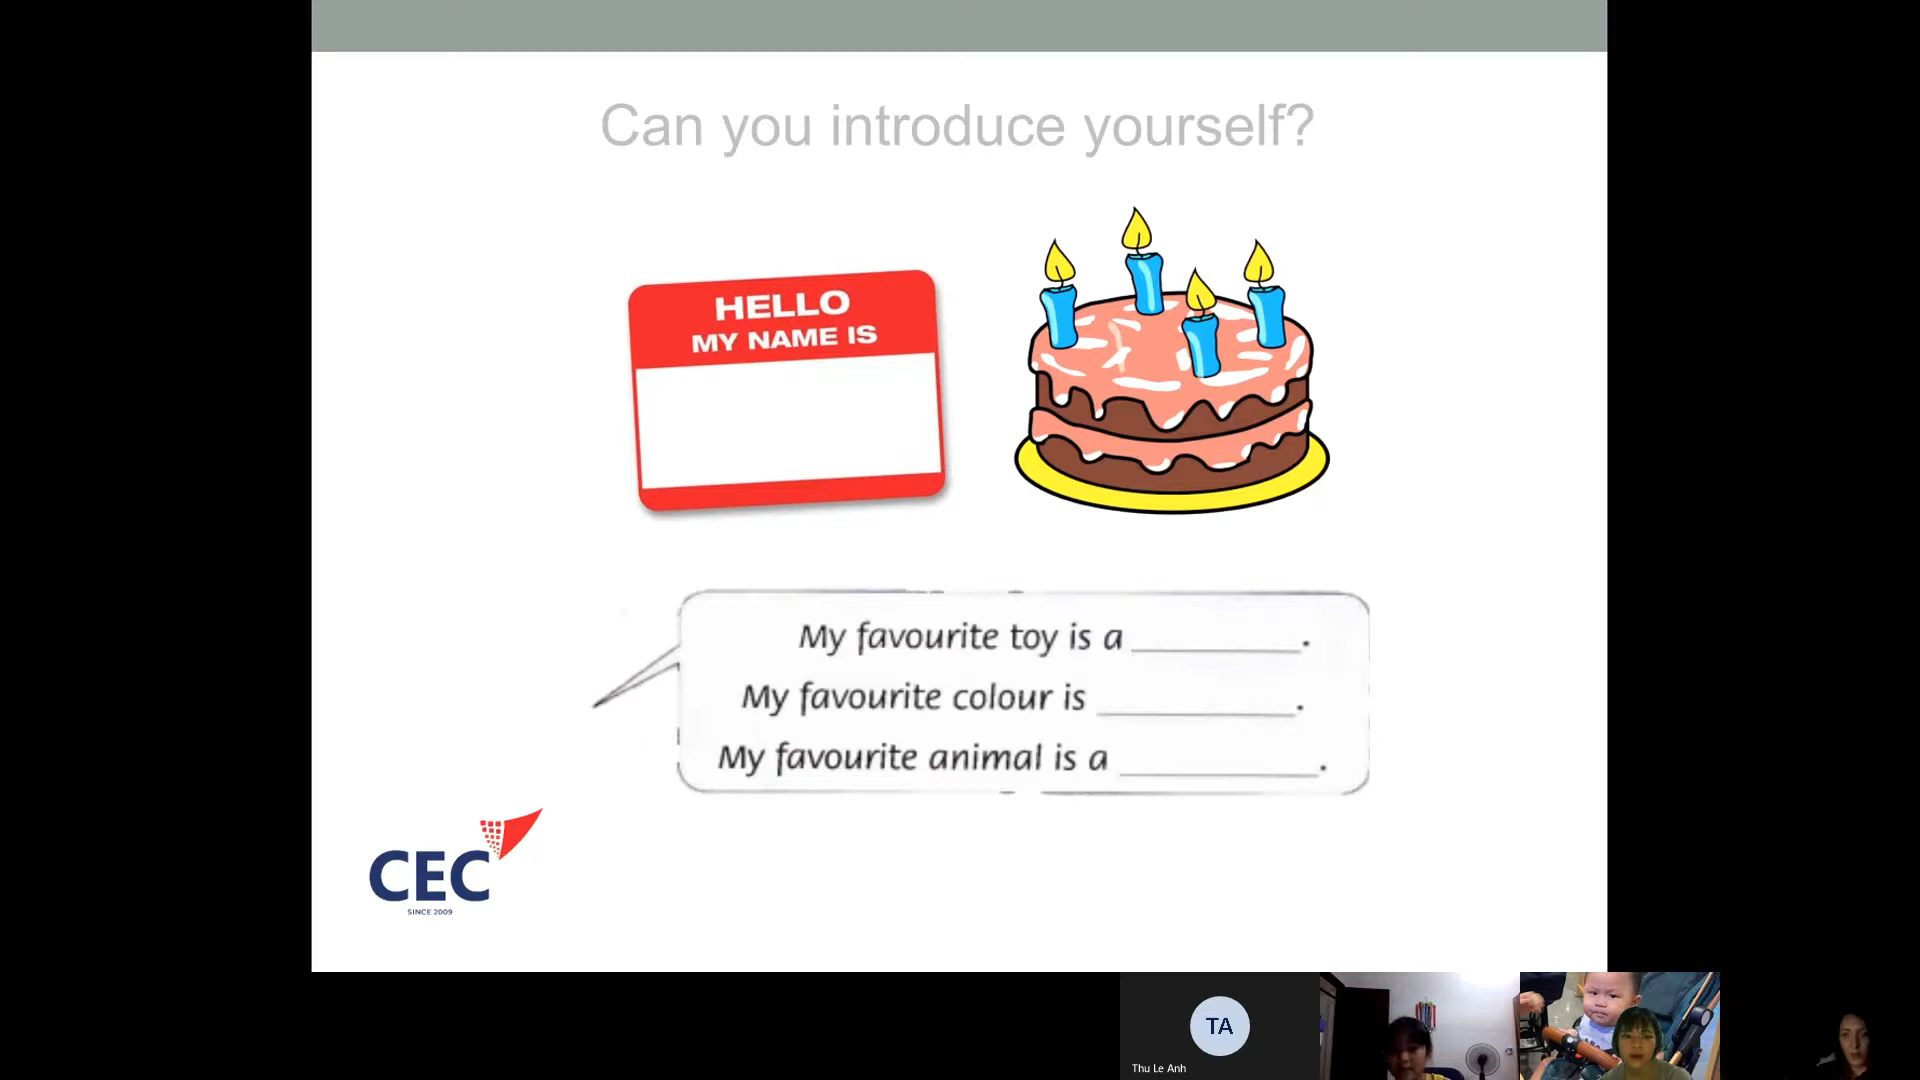 Can you introduce yourself?
HELLO
MY NAME IS
My favourite toy is a __________.
My favourite colour is __________.
My favourite animal is a __________.
CEC
SINCE 2009
TA
Thu Le Anh